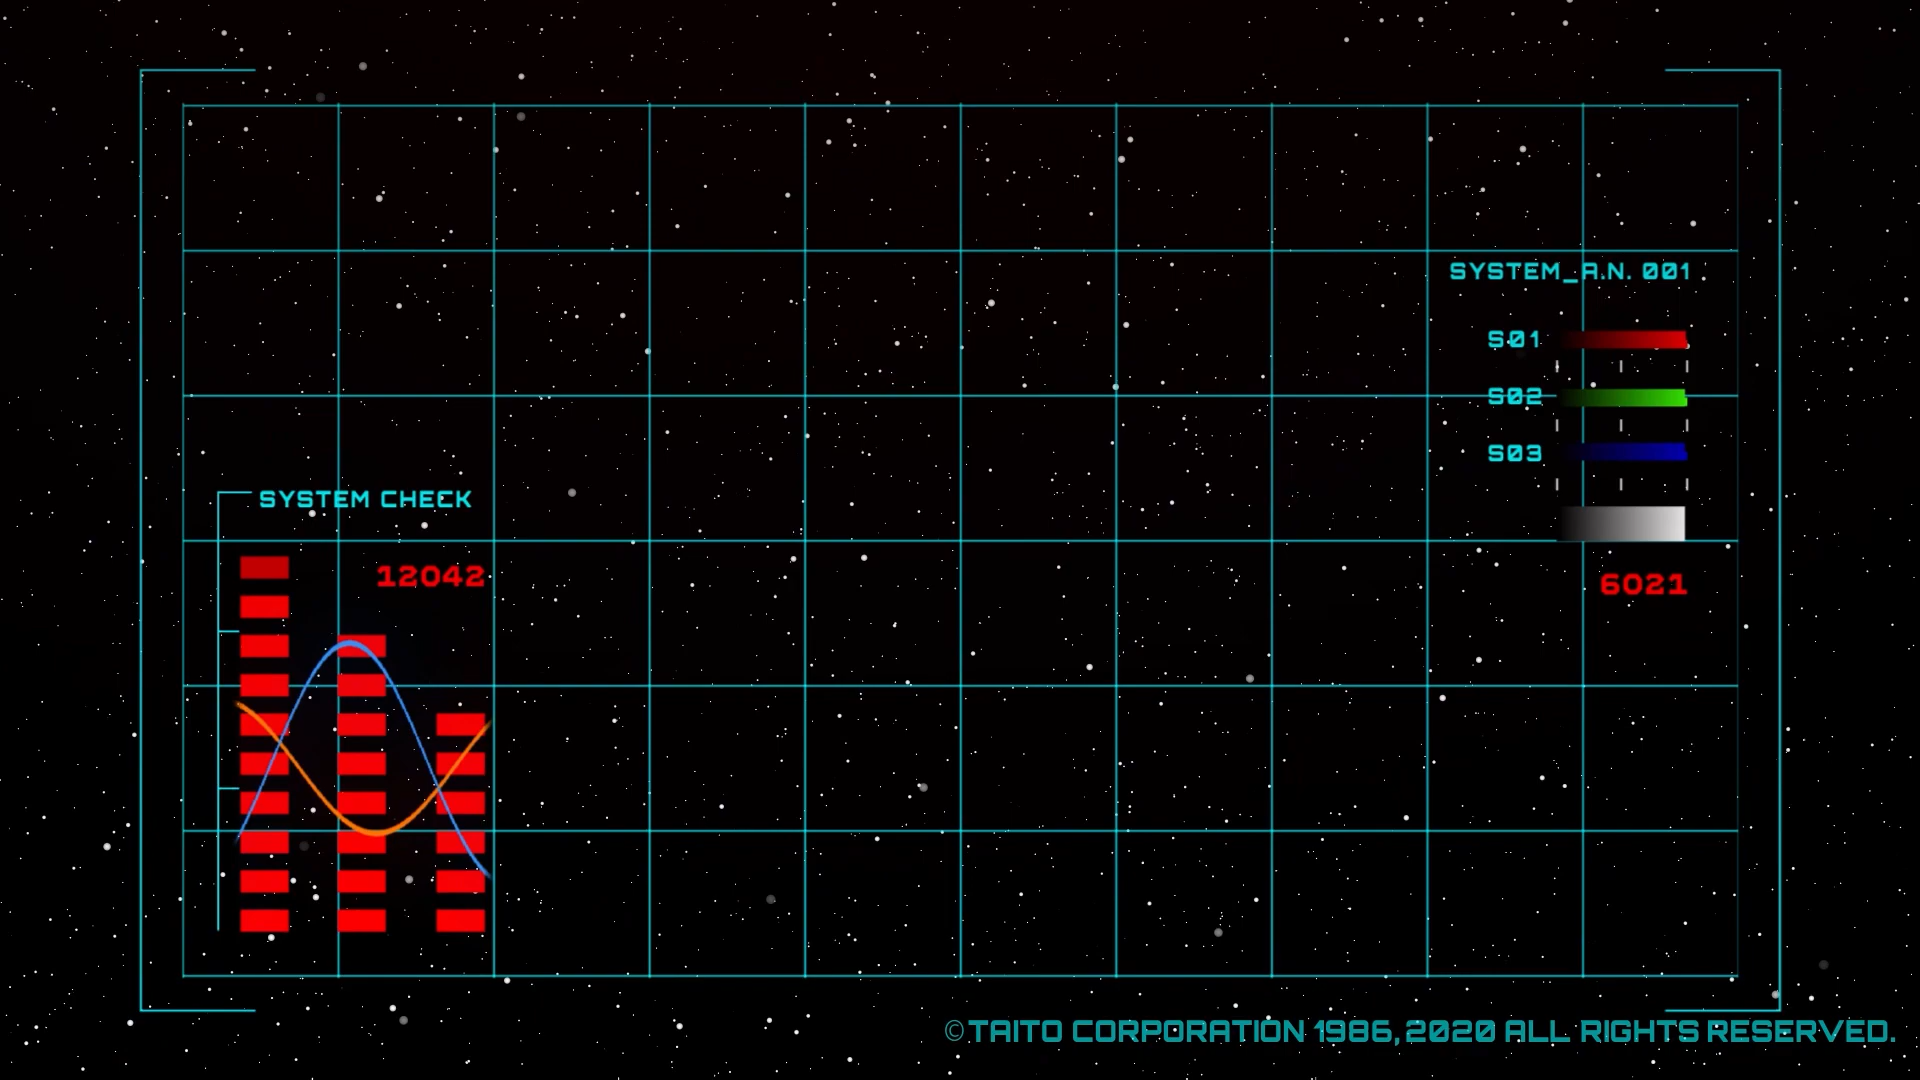 SYSTEM_A.N. 001
S01
S02
S03
6021
SYSTEM CHECK
12042
©TAITO CORPORATION 1986,2020 ALL RIGHTS RESERVED.